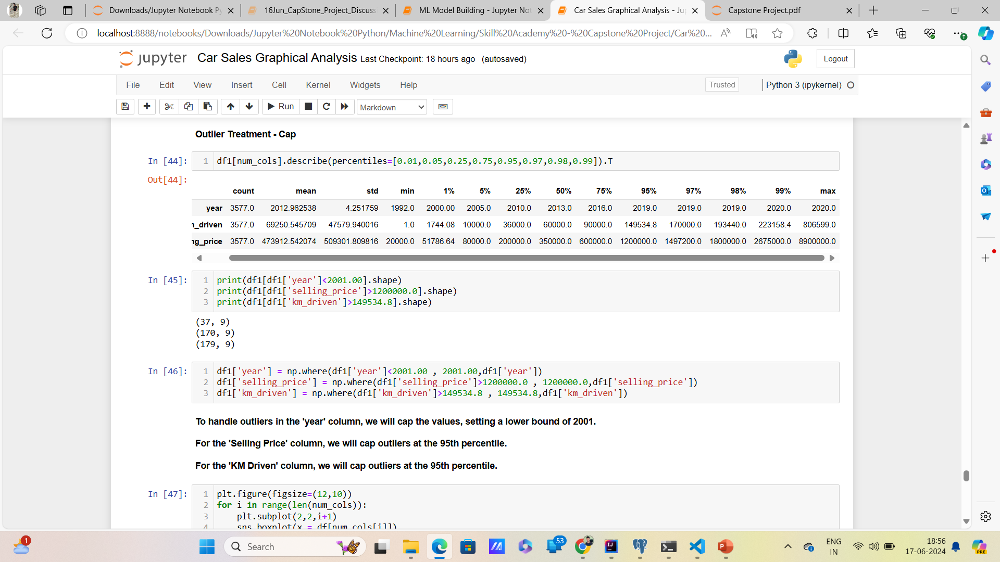 Downloads/Jupyter Notebook Py
16Jun_CapStone_Project_Discuss
ML Model Building - Jupyter Not
Car Sales Graphical Analysis - Jup
Capstone Project.pdf
localhost:8888/notebooks/Downloads/Jupyter%20Notebook%20Python/Machine%20Learning/Skill%20Academy%20-%20Capstone%20Project/Car%20...
jupyter Car Sales Graphical Analysis Last Checkpoint: 18 hours ago (autosaved)
Logout
File Edit View Insert Cell Kernel Widgets Help
Trusted
Python 3 (ipykernel)
Run
Markdown
Outlier Treatment - Cap
In [44]:
1 df1[num_cols].describe(percentiles=[0.01,0.05,0.25,0.75,0.95,0.97,0.98,0.99]).T
Out[44]:
count mean std min 1% 5% 25% 50% 75% 95% 97% 98% 99% max
year 3577.0 2012.962538 4.251759 1992.0 2000.00 2005.0 2010.0 2013.0 2016.0 2019.0 2019.0 2019.0 2020.0 2020.0
n_driven 3577.0 69250.545709 47579.940016 1.0 1744.08 10000.0 36000.0 60000.0 90000.0 149534.8 170000.0 193440.0 223158.4 806599.0
ng_price 3577.0 473912.542074 509301.809816 20000.0 51786.64 80000.0 200000.0 350000.0 600000.0 1200000.0 1497200.0 1800000.0 2675000.0 8900000.0
In [45]:
1 print(df1[df1['year']<2001.00].shape)
2 print(df1[df1['selling_price']>1200000.0].shape)
3 print(df1[df1['km_driven']>149534.8].shape)
(37, 9)
(170, 9)
(179, 9)
In [46]:
1 df1['year'] = np.where(df1['year']<2001.00 , 2001.00,df1['year'])
2 df1['selling_price'] = np.where(df1['selling_price']>1200000.0 , 1200000.0,df1['selling_price'])
3 df1['km_driven'] = np.where(df1['km_driven']>149534.8 , 149534.8,df1['km_driven'])
To handle outliers in the 'year' column, we will cap the values, setting a lower bound of 2001.
For the 'Selling Price' column, we will cap outliers at the 95th percentile.
For the 'KM Driven' column, we will cap outliers at the 95th percentile.
In [47]:
1 plt.figure(figsize=(12,10))
2 for i in range(len(num_cols)):
3 plt.subplot(2,2,i+1)
4 sns.boxplot(x = df[num_cols[i]])
1
Search
53
ENG
IN
18:56
17-06-2024
PRE